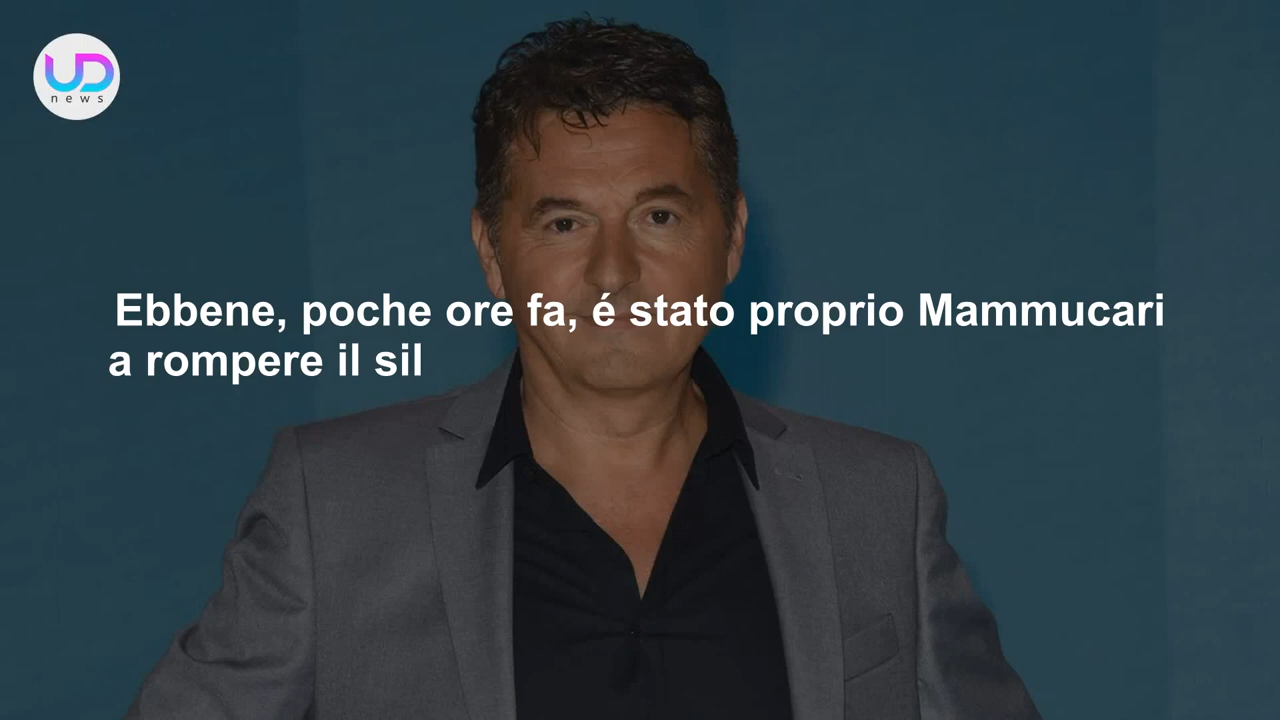 UD
news
Ebbene, poche ore fa, é stato proprio Mammucari
a rompere il sil